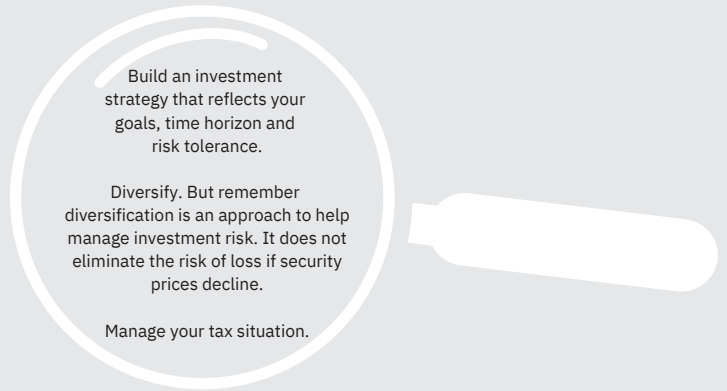 Build an investment
strategy that reflects your
goals, time horizon and
risk tolerance.
Diversify. But remember
diversification is an approach to help
manage investment risk. It does not
eliminate the risk of loss if security
prices decline.
Manage your tax situation.